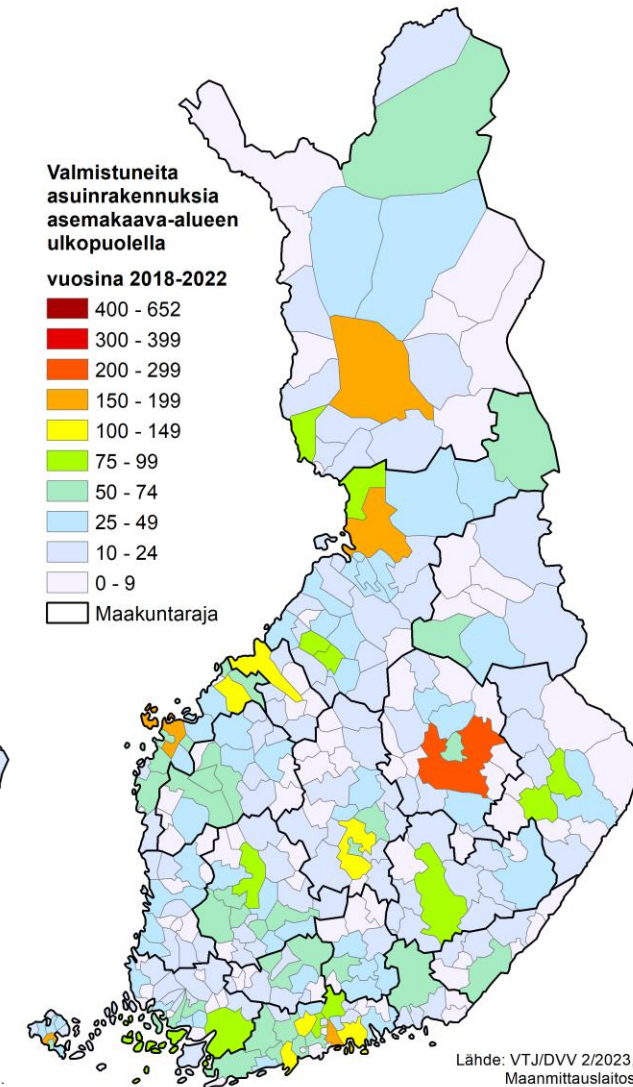 Valmistuneita
asuinrakennuksia
asemakaava-alueen
ulkopuolella
vuosina 2018-2022
400 - 652
300 - 399
200 - 299
150 - 199
100 - 149
75 - 99
50 - 74
25 - 49
10 - 24
0 - 9
Maakuntaraja
Lähde: VTJ/DVV 2/2023
Maanmittauslaitos